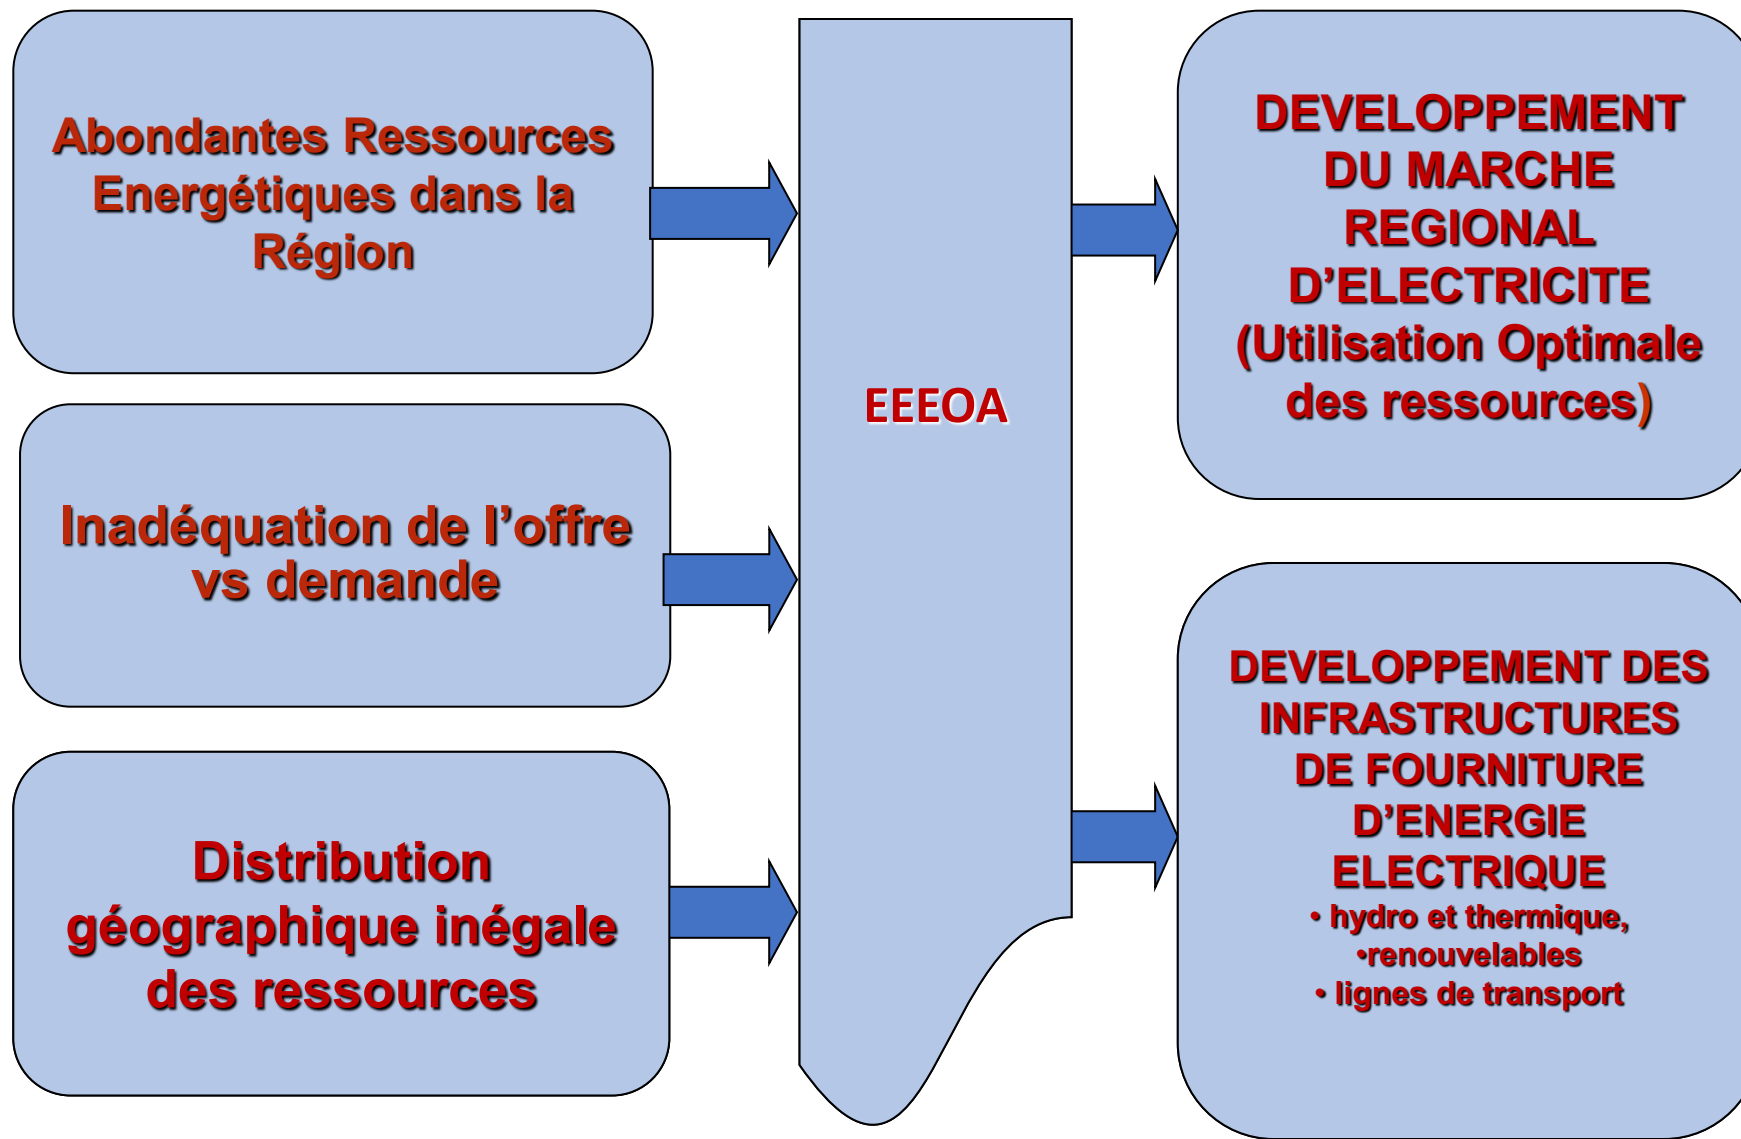 Abondantes Ressources
Energétiques dans la
Région
Inadéquation de l’offre
vs demande
Distribution
géographique inégale
des ressources
EEEOA
DEVELOPPEMENT
DU MARCHE
REGIONAL
D’ELECTRICITE
(Utilisation Optimale
des ressources)
DEVELOPPEMENT DES
INFRASTRUCTURES
DE FOURNITURE
D’ENERGIE
ELECTRIQUE
• hydro et thermique,
•renouvelables
• lignes de transport